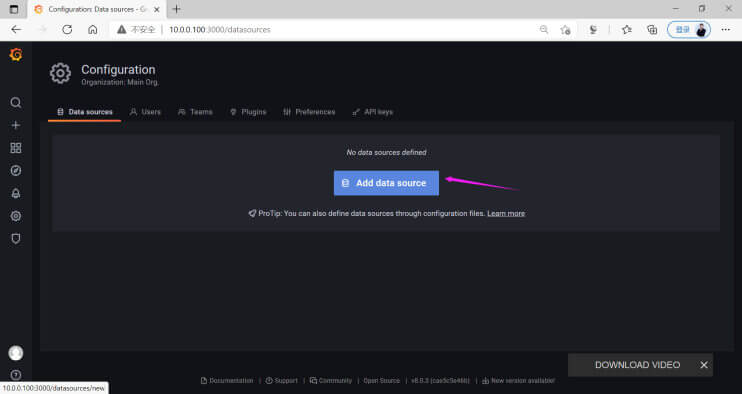 Configuration: Data sources - Gr
不安全 | 10.0.0.100:3000/datasources
登录
Configuration
Organization: Main Org.
Data sources
Users
Teams
Plugins
Preferences
API keys
No data sources defined
Add data source
ProTip: You can also define data sources through configuration files. Learn more
DOWNLOAD VIDEO
Documentation | Support | Community | Open Source | v8.0.3 (cae5c5e46b) | New version available!
10.0.0.100:3000/datasources/new